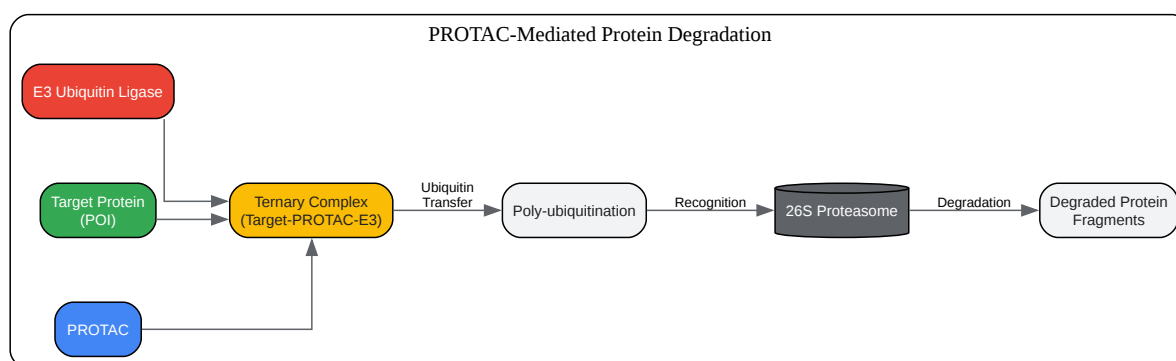 PROTAC-Mediated Protein Degradation
E3 Ubiquitin Ligase
Target Protein
(POI)
Ternary Complex
(Target-PROTAC-E3)
Ubiquitin
Transfer
Poly-ubiquitination
Recognition
26S Proteasome
Degradation
Degraded Protein
Fragments
PROTAC